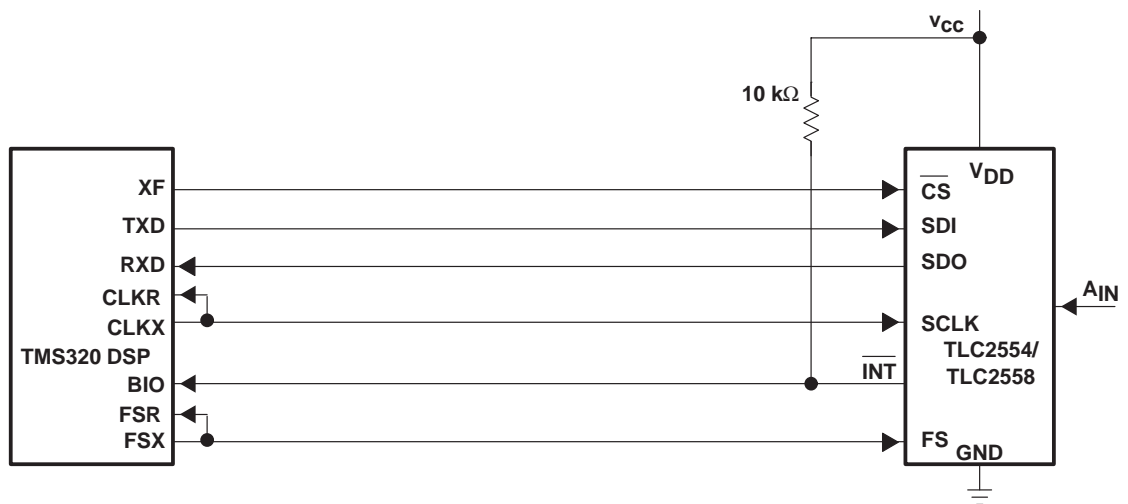 vCC
10 kΩ
XF
TXD
RXD
CLKR
CLKX
TMS320 DSP
BIO
FSR
FSX
VDD
CS
SDI
SDO
AIN
SCLK
TLC2554/
TLC2558
INT
FS
GND